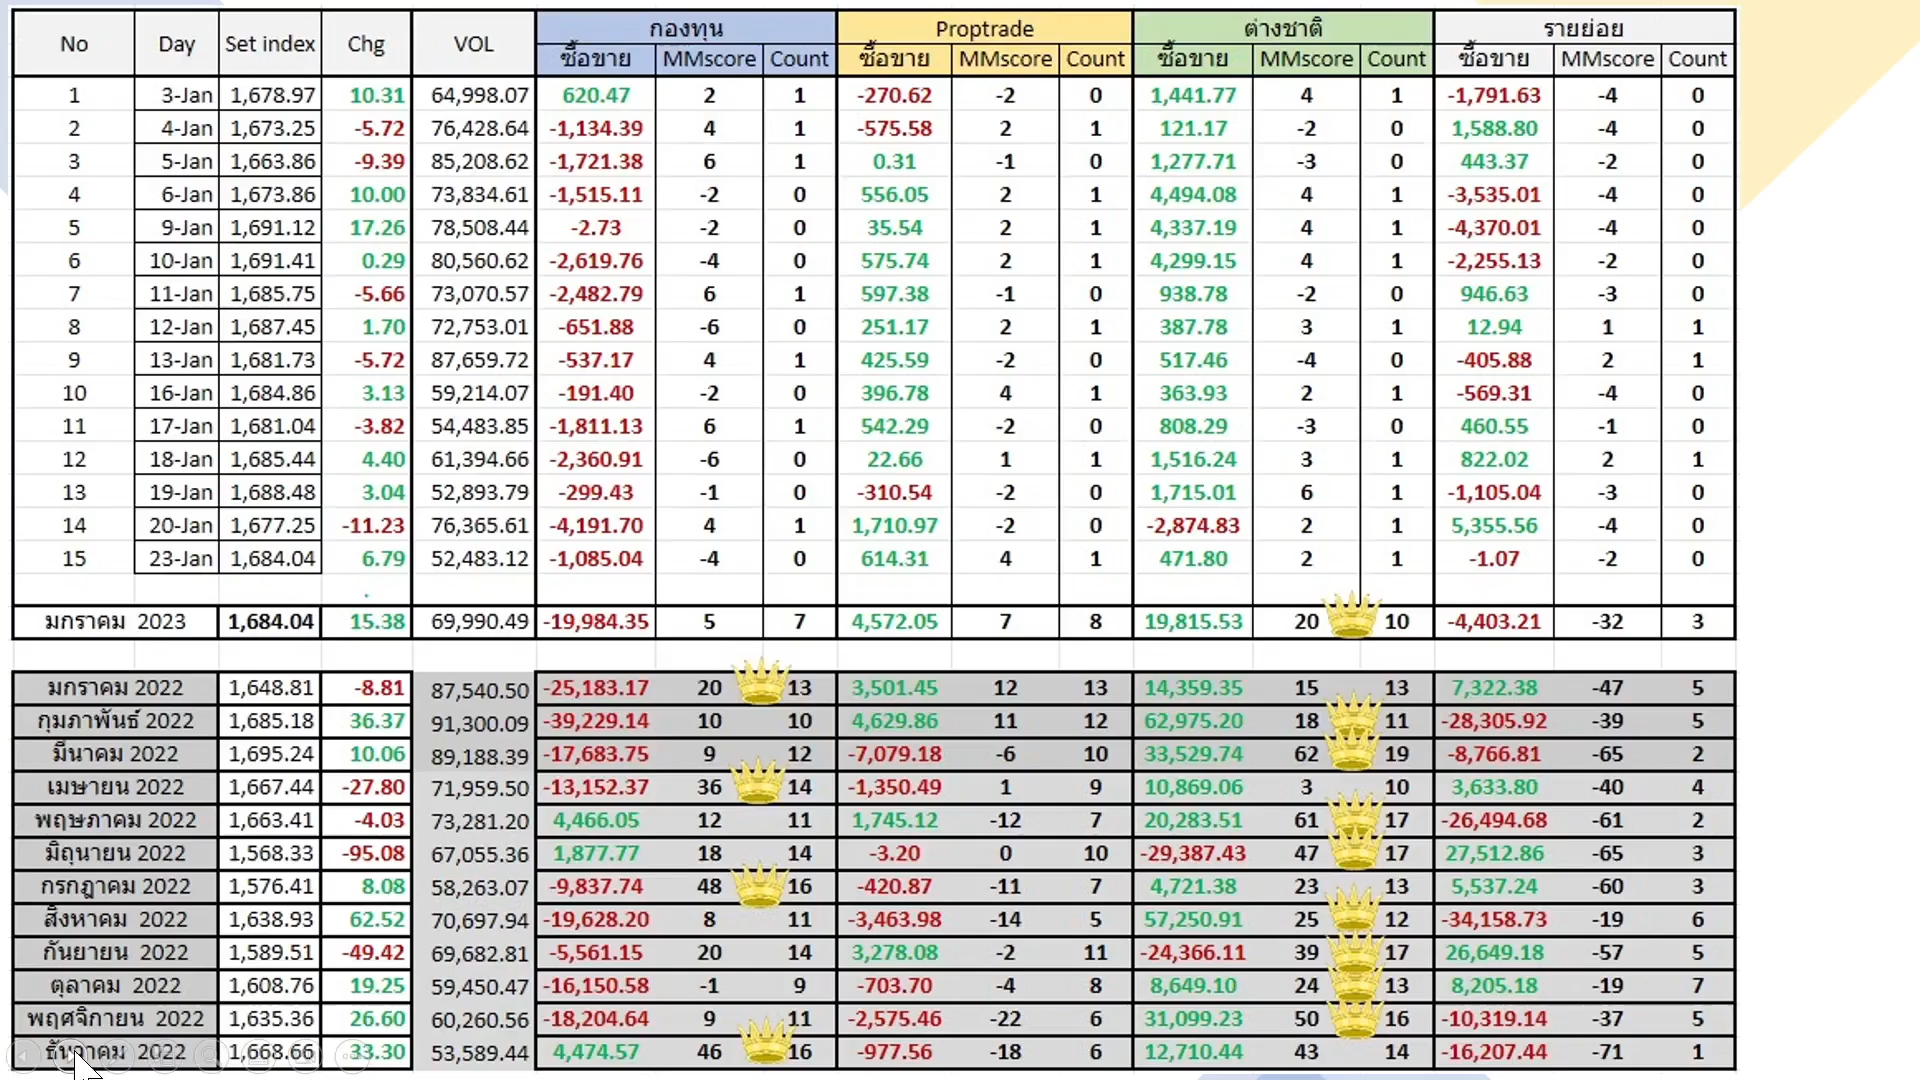 No Day Set index Chg VOL กองทุน Proptrade ต่างชาติ รายย่อย
ซื้อขาย MMscore Count ซื้อขาย MMscore Count ซื้อขาย MMscore Count ซื้อขาย MMscore Count
1 3-Jan 1,678.97 10.31 64,998.07 620.47 2 1 -270.62 -2 0 1,441.77 4 1 -1,791.63 -4 0
2 4-Jan 1,673.25 -5.72 76,428.64 -1,134.39 4 1 -575.58 2 1 121.17 -2 0 1,588.80 -4 0
3 5-Jan 1,663.86 -9.39 85,208.62 -1,721.38 6 1 0.31 -1 0 1,277.71 -3 0 443.37 -2 0
4 6-Jan 1,673.86 10.00 73,834.61 -1,515.11 -2 0 556.05 2 1 4,494.08 4 1 -3,535.01 -4 0
5 9-Jan 1,691.12 17.26 78,508.44 -2.73 -2 0 35.54 2 1 4,337.19 4 1 -4,370.01 -4 0
6 10-Jan 1,691.41 0.29 80,560.62 -2,619.76 -4 0 575.74 2 1 4,299.15 4 1 -2,255.13 -2 0
7 11-Jan 1,685.75 -5.66 73,070.57 -2,482.79 6 1 597.38 -1 0 938.78 -2 0 946.63 -3 0
8 12-Jan 1,687.45 1.70 72,753.01 -651.88 -6 0 251.17 2 1 387.78 3 1 12.94 1 1
9 13-Jan 1,681.73 -5.72 87,659.72 -537.17 4 1 425.59 -2 0 517.46 -4 0 -405.88 2 1
10 16-Jan 1,684.86 3.13 59,214.07 -191.40 -2 0 396.78 4 1 363.93 2 1 -569.31 -4 0
11 17-Jan 1,681.04 -3.82 54,483.85 -1,811.13 6 1 542.29 -2 0 808.29 -3 0 460.55 -1 0
12 18-Jan 1,685.44 4.40 61,394.66 -2,360.91 -6 0 22.66 1 1 1,516.24 3 1 822.02 2 1
13 19-Jan 1,688.48 3.04 52,893.79 -299.43 -1 0 -310.54 -2 0 1,715.01 6 1 -1,105.04 -3 0
14 20-Jan 1,677.25 -11.23 76,365.61 -4,191.70 4 1 1,710.97 -2 0 -2,874.83 2 1 5,355.56 -4 0
15 23-Jan 1,684.04 6.79 52,483.12 -1,085.04 -4 0 614.31 4 1 471.80 2 1 -1.07 -2 0
มกราคม 2023 1,684.04 15.38 69,990.49 -19,984.35 5 7 4,572.05 7 8 19,815.53 20 10 -4,403.21 -32 3
มกราคม 2022 1,648.81 -8.81 87,540.50 -25,183.17 20 13 3,501.45 12 13 14,359.35 15 13 7,322.38 -47 5
กุมภาพันธ์ 2022 1,685.18 36.37 91,300.09 -39,229.14 10 10 4,629.86 11 12 62,975.20 18 11 -28,305.92 -39 5
มีนาคม 2022 1,695.24 10.06 89,188.39 -17,683.75 9 12 -7,079.18 -6 10 33,529.74 62 19 -8,766.81 -65 2
เมษายน 2022 1,667.44 -27.80 71,959.50 -13,152.37 36 14 -1,350.49 1 9 10,869.06 3 10 3,633.80 -40 4
พฤษภาคม 2022 1,663.41 -4.03 73,281.20 4,466.05 12 11 1,745.12 -12 7 20,283.51 61 17 -26,494.68 -61 2
มิถุนายน 2022 1,568.33 -95.08 67,055.36 1,877.77 18 14 -3.20 0 10 -29,387.43 47 17 27,512.86 -65 3
กรกฎาคม 2022 1,576.41 8.08 58,263.07 -9,837.74 48 16 -420.87 -11 7 4,721.38 23 13 5,537.24 -60 3
สิงหาคม 2022 1,638.93 62.52 70,697.94 -19,628.20 8 11 -3,463.98 -14 5 57,250.91 25 12 -34,158.73 -19 6
กันยายน 2022 1,589.51 -49.42 69,682.81 -5,561.15 20 14 3,278.08 -2 11 -24,366.11 39 17 26,649.18 -57 5
ตุลาคม 2022 1,608.76 19.25 59,450.47 -16,150.58 -1 9 -703.70 -4 8 8,649.10 24 13 8,205.18 -19 7
พฤศจิกายน 2022 1,635.36 26.60 60,260.56 -18,204.64 9 11 -2,575.46 -22 6 31,099.23 50 16 -10,319.14 -37 5
ธันวาคม 2022 1,668.66 33.30 53,589.44 4,474.57 46 16 -977.56 -18 6 12,710.44 43 14 -16,207.44 -71 1